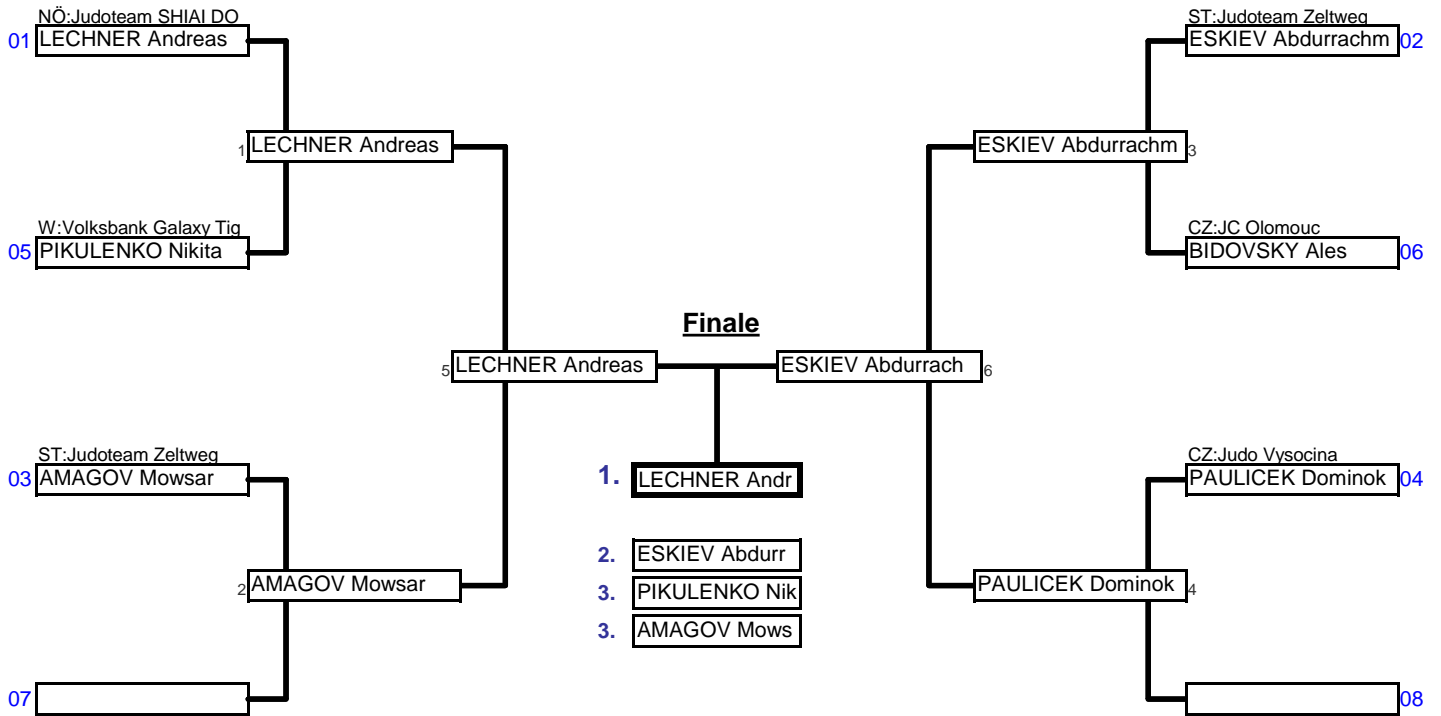 NÖ:Judoteam SHIAI DO
01 LECHNER Andreas
1 LECHNER Andreas
W:Volksbank Galaxy Tig
05 PIKULENKO Nikita
5 LECHNER Andreas
ST:Judoteam Zeltweg
03 AMAGOV Mowsar
2 AMAGOV Mowsar
07
Finale
1. LECHNER Andr
2. ESKIEV Abdurr
3. PIKULENKO Nik
3. AMAGOV Mows
ST:Judoteam Zeltweg
ESKIEV Abdurrachm 02
ESKIEV Abdurrachm 3
CZ:JC Olomouc
BIDOVSKY Ales 06
ESKIEV Abdurrach 6
CZ:Judo Vysocina
PAULICEK Dominok 04
PAULICEK Dominok 4
08